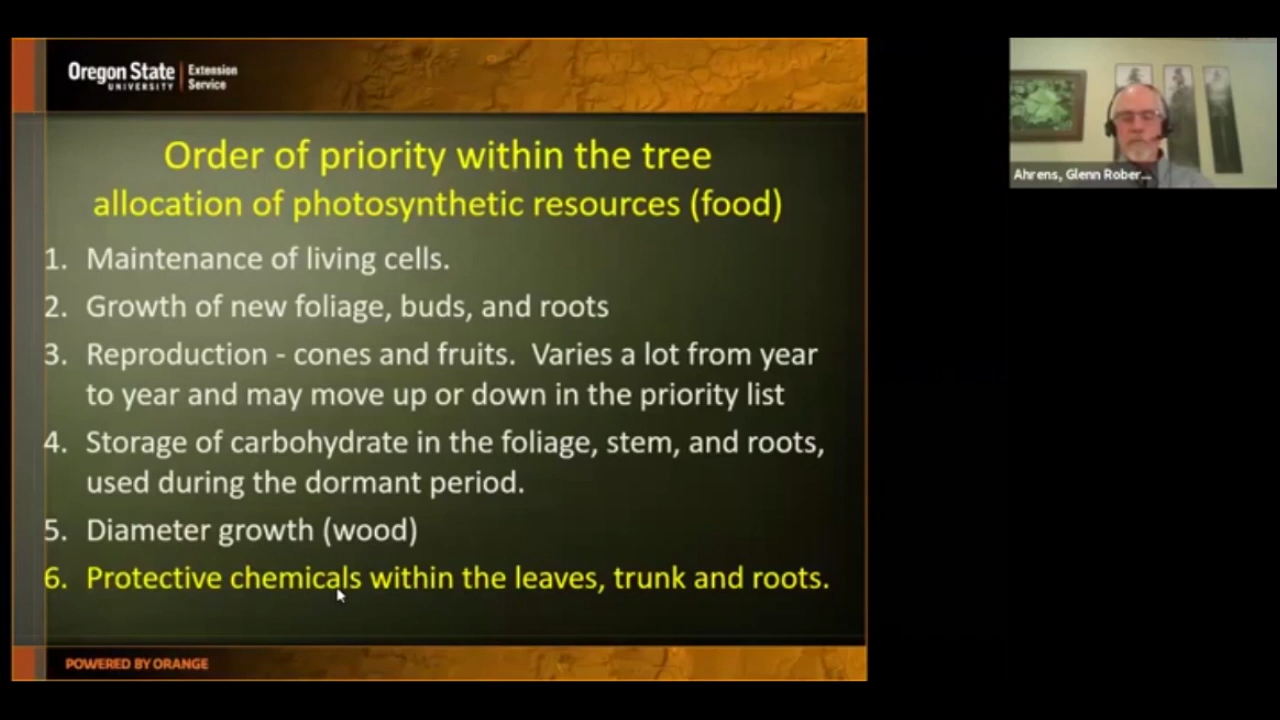 Oregon State
UNIVERSITY
Extension
Service
Order of priority within the tree
allocation of photosynthetic resources (food)
1. Maintenance of living cells.
2. Growth of new foliage, buds, and roots
3. Reproduction - cones and fruits. Varies a lot from year
to year and may move up or down in the priority list
4. Storage of carbohydrate in the foliage, stem, and roots,
used during the dormant period.
5. Diameter growth (wood)
6. Protective chemicals within the leaves, trunk and roots.
POWERED BY ORANGE
Ahrens, Glenn Rober...